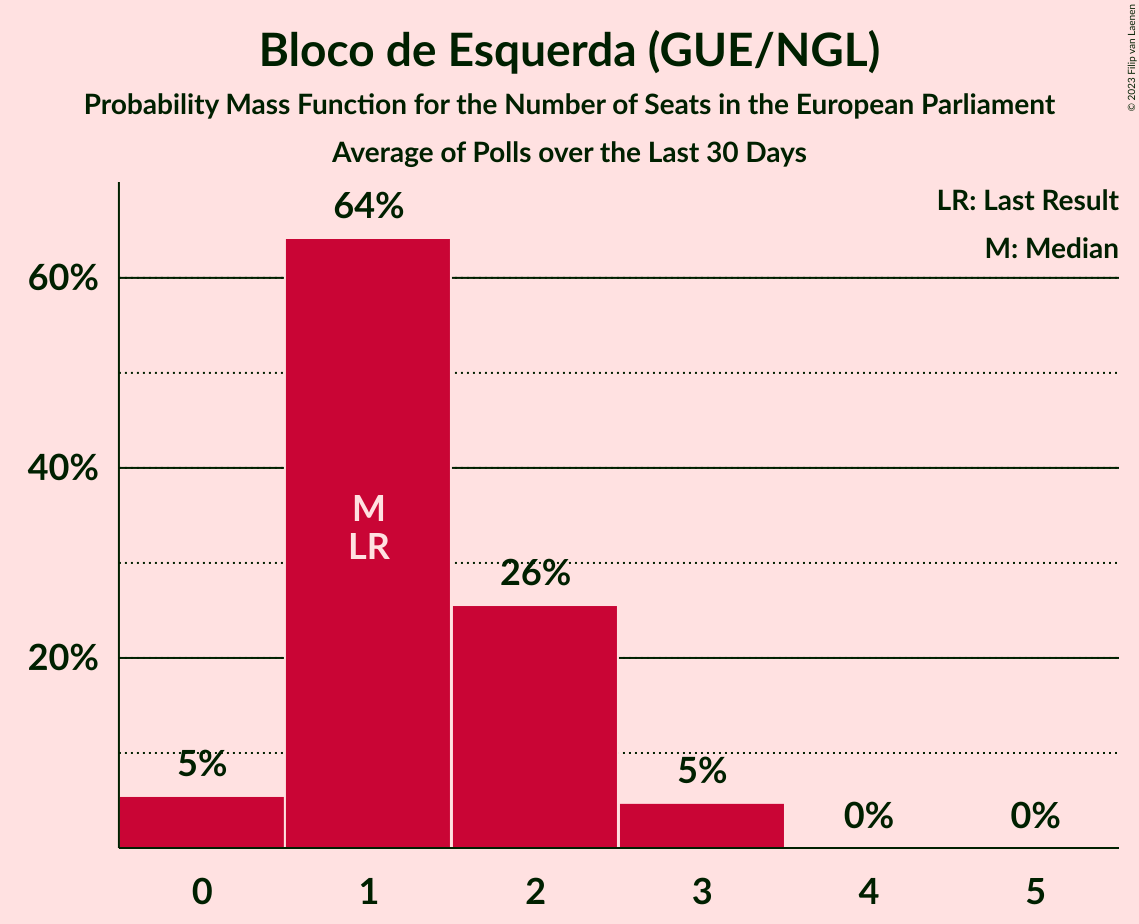 Bloco de Esquerda (GUE/NGL)
Probability Mass Function for the Number of Seats in the European Parliament
Average of Polls over the Last 30 Days
© 2023 Filip van Laenen
LR: Last Result
M: Median
64%
60%
40%
M
LR
26%
20%
5%
5%
0%
0%
0
1
2
3
4
5